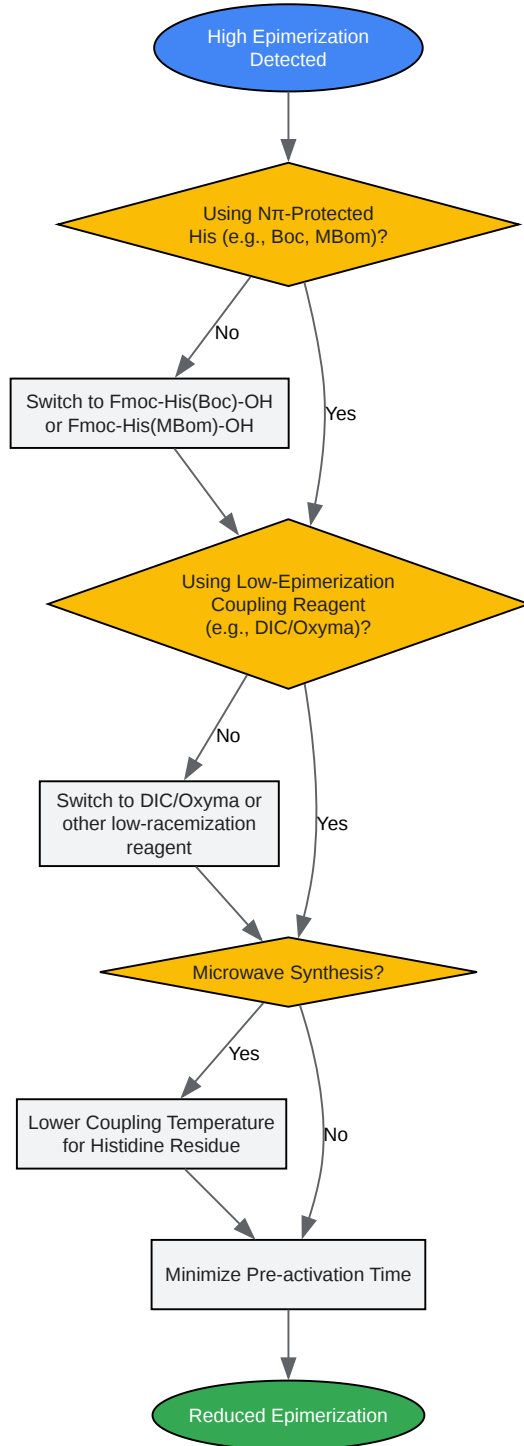 High Epimerization
Detected
Using Nπ-Protected
His (e.g., Boc, MBom)?
No
Switch to Fmoc-His(Boc)-OH
or Fmoc-His(MBom)-OH
Yes
Using Low-Epimerization
Coupling Reagent
(e.g., DIC/Oxyma)?
No
Switch to DIC/Oxyma or
other low-racemization
reagent
Yes
Microwave Synthesis?
Yes
Lower Coupling Temperature
for Histidine Residue
No
Minimize Pre-activation Time
Reduced Epimerization